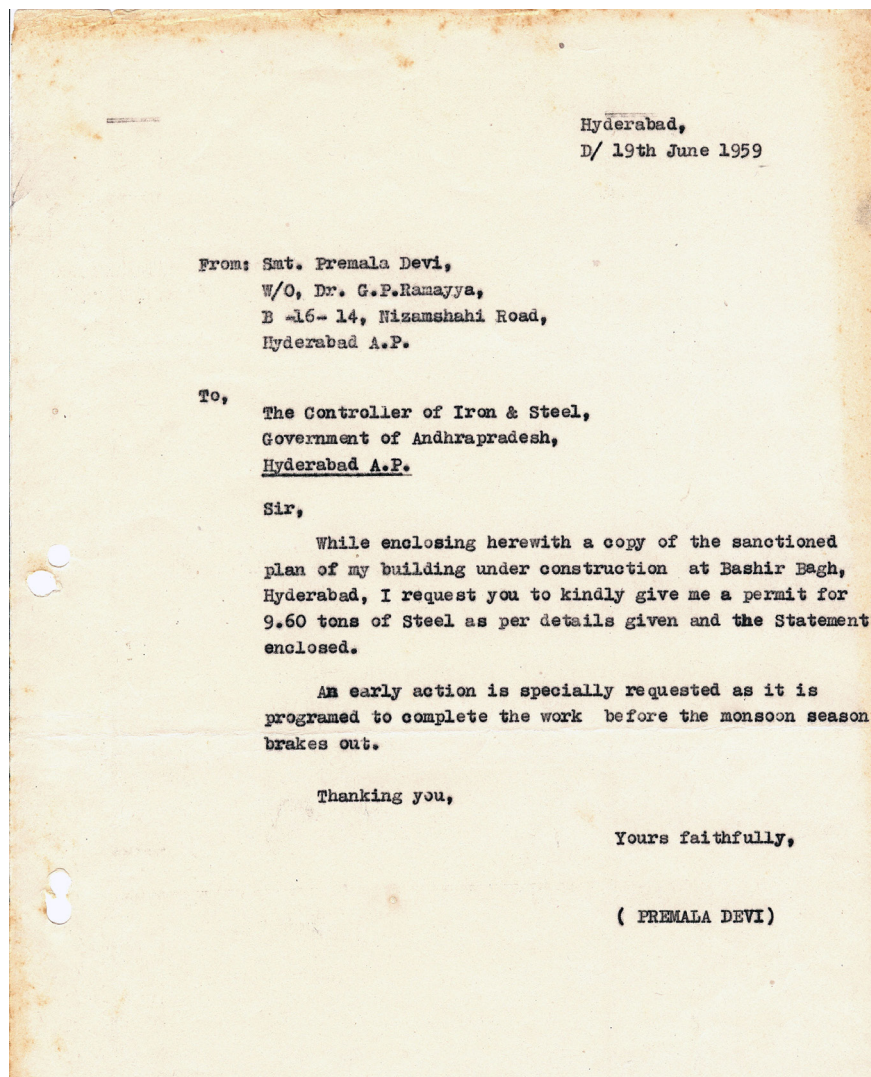 Hyderabad,
D/ 19th June 1959
From: Smt. Premala Devi,
W/O, Dr. G.P.Ramayya,
B -16- 14, Nizamshahi Road,
Hyderabad A.P.
To,
The Controller of Iron & Steel,
Government of Andhrapradesh,
Hyderabad A.P.
Sir,
While enclosing herewith a copy of the sanctioned
plan of my building under construction at Bashir Bagh,
Hyderabad, I request you to kindly give me a permit for
9.60 tons of Steel as per details given and the Statement
enclosed.
An early action is specially requested as it is
programed to complete the work before the monsoon season
brakes out.
Thanking you,
Yours faithfully,
( PREMALA DEVI)